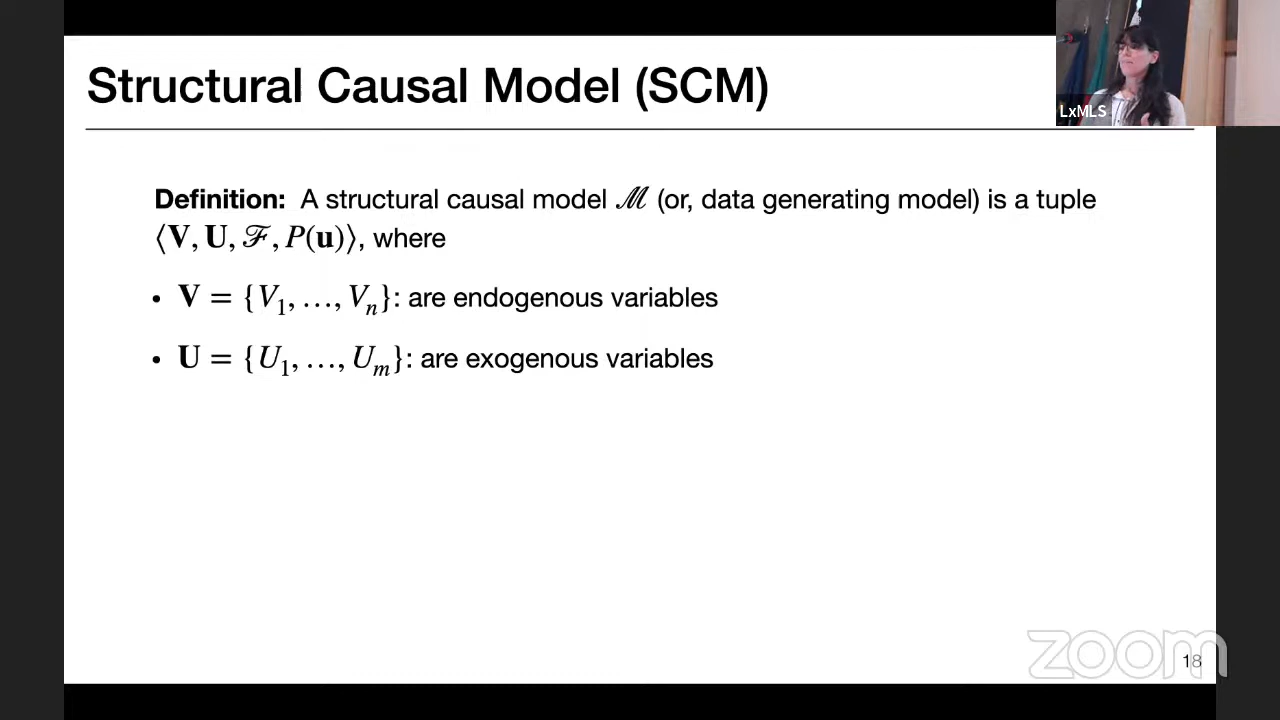 Structural Causal Model (SCM)
LxMLS
Definition: A structural causal model ℳ (or, data generating model) is a tuple
⟨V, U, ℱ, P(u)⟩, where
• V = {V₁, …, Vₙ}: are endogenous variables
• U = {U₁, …, Uₘ}: are exogenous variables
zoom
18